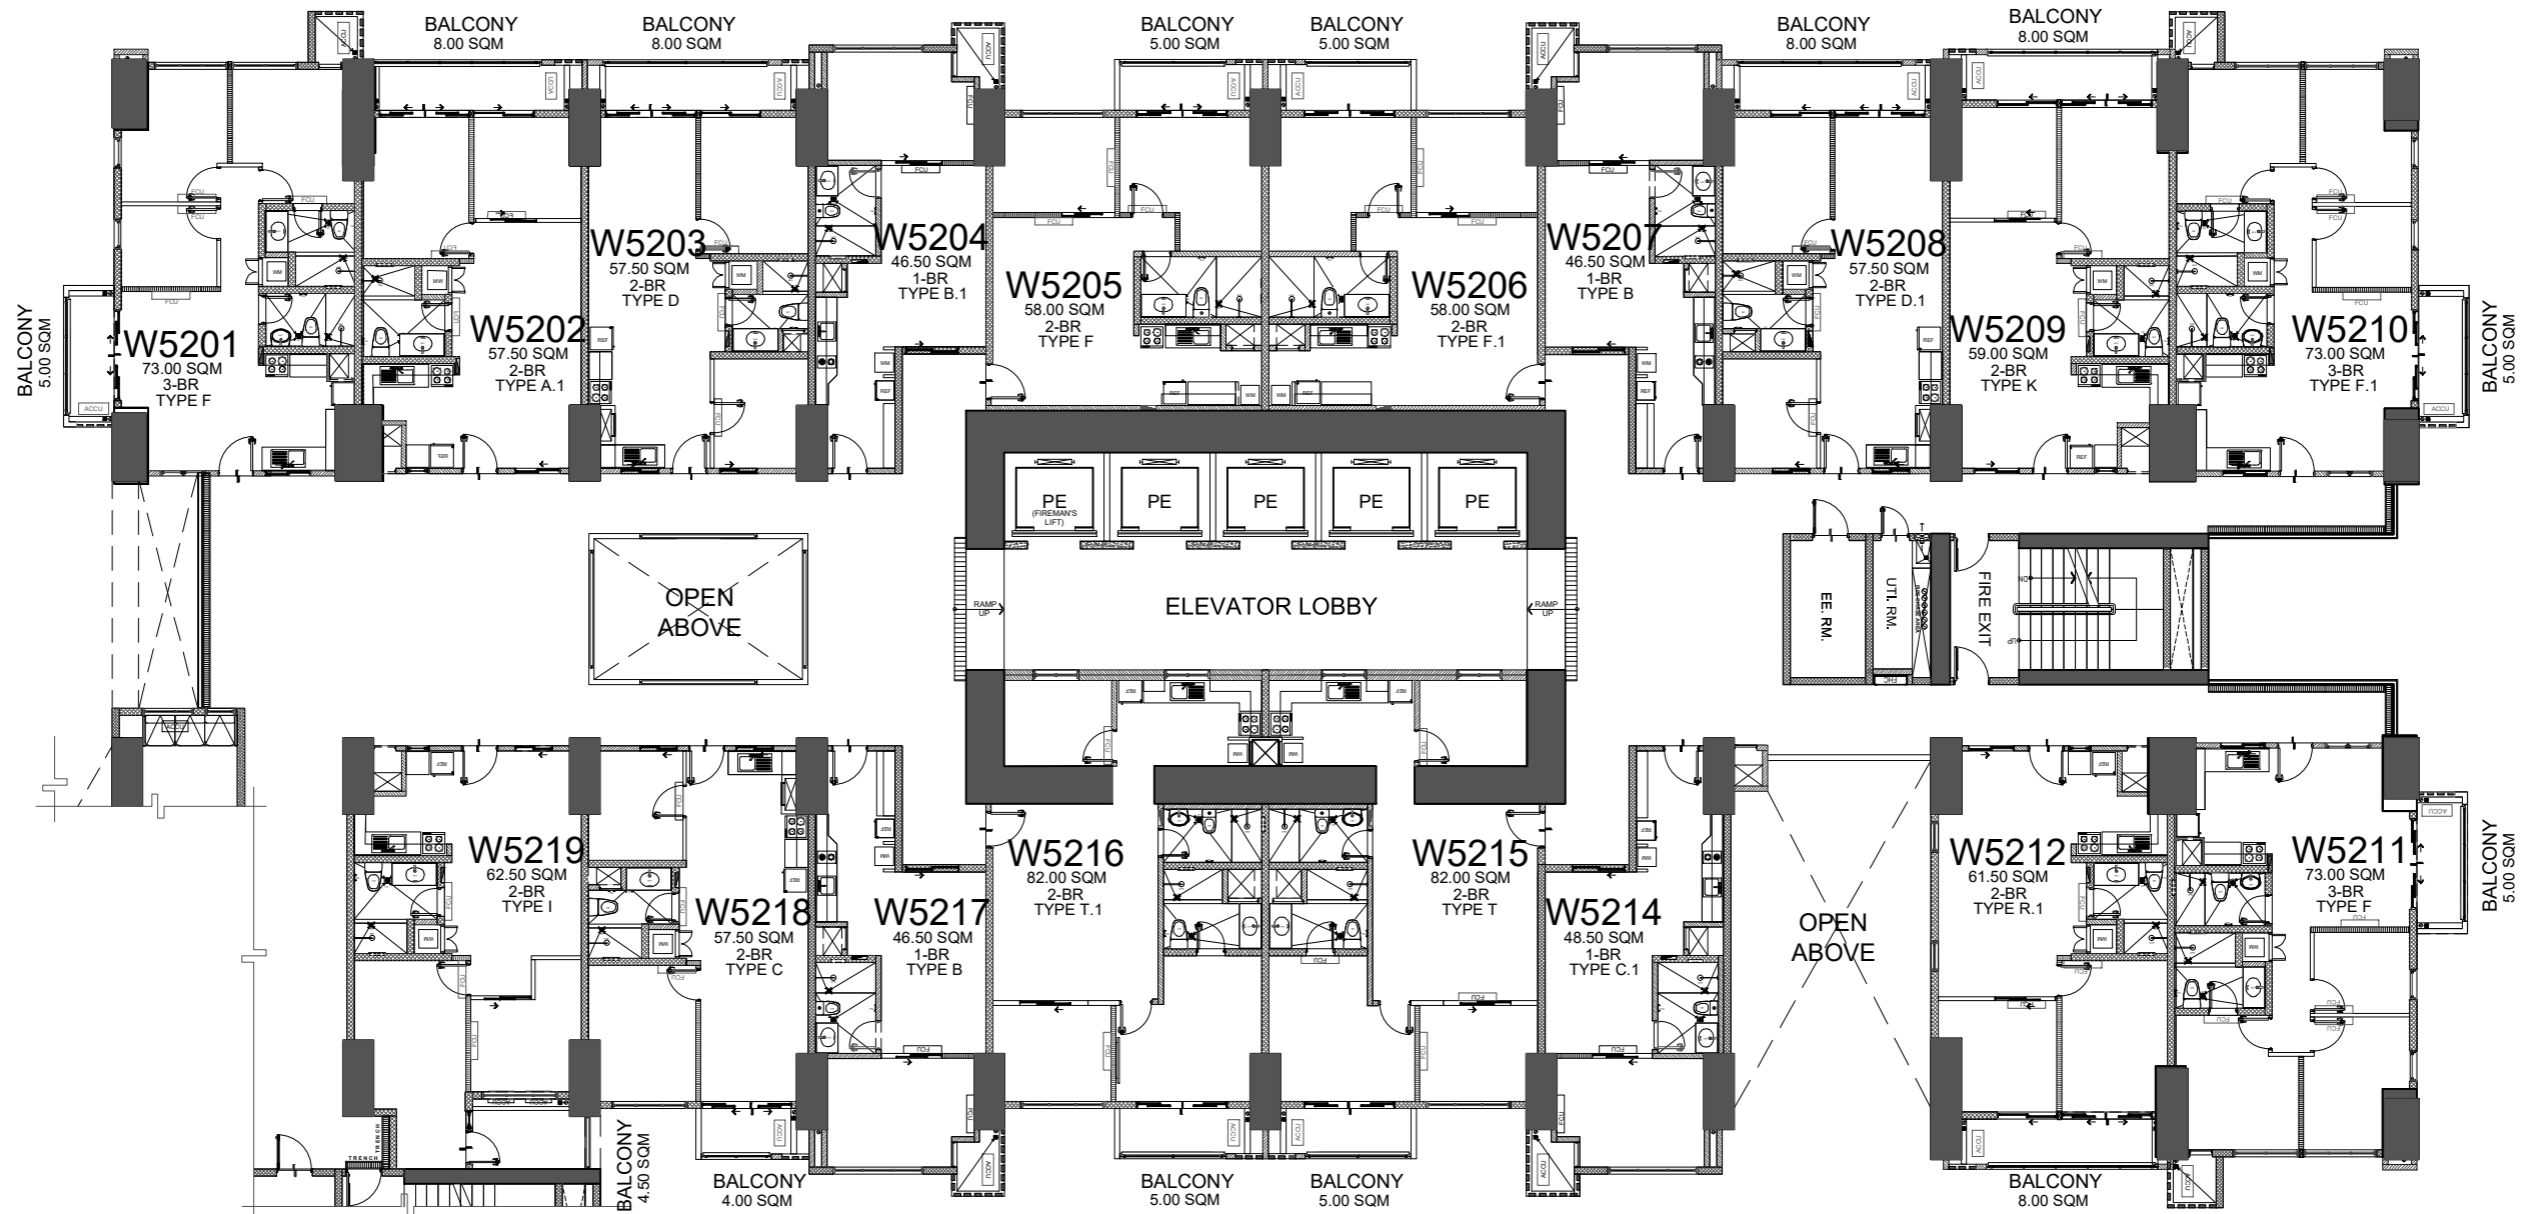 BALCONY
8.00 SQM
BALCONY
8.00 SQM
BALCONY
5.00 SQM
BALCONY
5.00 SQM
BALCONY
8.00 SQM
BALCONY
8.00 SQM
BALCONY
5.00 SQM
W5201
73.00 SQM
3-BR
TYPE F
W5202
57.50 SQM
2-BR
TYPE A.1
W5203
57.50 SQM
2-BR
TYPE D
W5204
46.50 SQM
1-BR
TYPE B.1
W5205
58.00 SQM
2-BR
TYPE F
W5206
58.00 SQM
2-BR
TYPE F.1
W5207
46.50 SQM
1-BR
TYPE B
W5208
57.50 SQM
2-BR
TYPE D.1
W5209
59.00 SQM
2-BR
TYPE K
W5210
73.00 SQM
3-BR
TYPE F.1
BALCONY
5.00 SQM
PE
(FIREMAN'S
LIFT)
PE
PE
PE
PE
OPEN
ABOVE
RAMP
UP
ELEVATOR LOBBY
RAMP
UP
EE. RM.
UTI. RM.
FIRE EXIT
DN
UP
FHC
W5219
62.50 SQM
2-BR
TYPE I
W5218
57.50 SQM
2-BR
TYPE C
W5217
46.50 SQM
1-BR
TYPE B
W5216
82.00 SQM
2-BR
TYPE T.1
W5215
82.00 SQM
2-BR
TYPE T
W5214
48.50 SQM
1-BR
TYPE C.1
OPEN
ABOVE
W5212
61.50 SQM
2-BR
TYPE R.1
W5211
73.00 SQM
3-BR
TYPE F
BALCONY
5.00 SQM
TRENCH
TRENCH
BALCONY
4.50 SQM
BALCONY
4.00 SQM
BALCONY
5.00 SQM
BALCONY
5.00 SQM
BALCONY
8.00 SQM